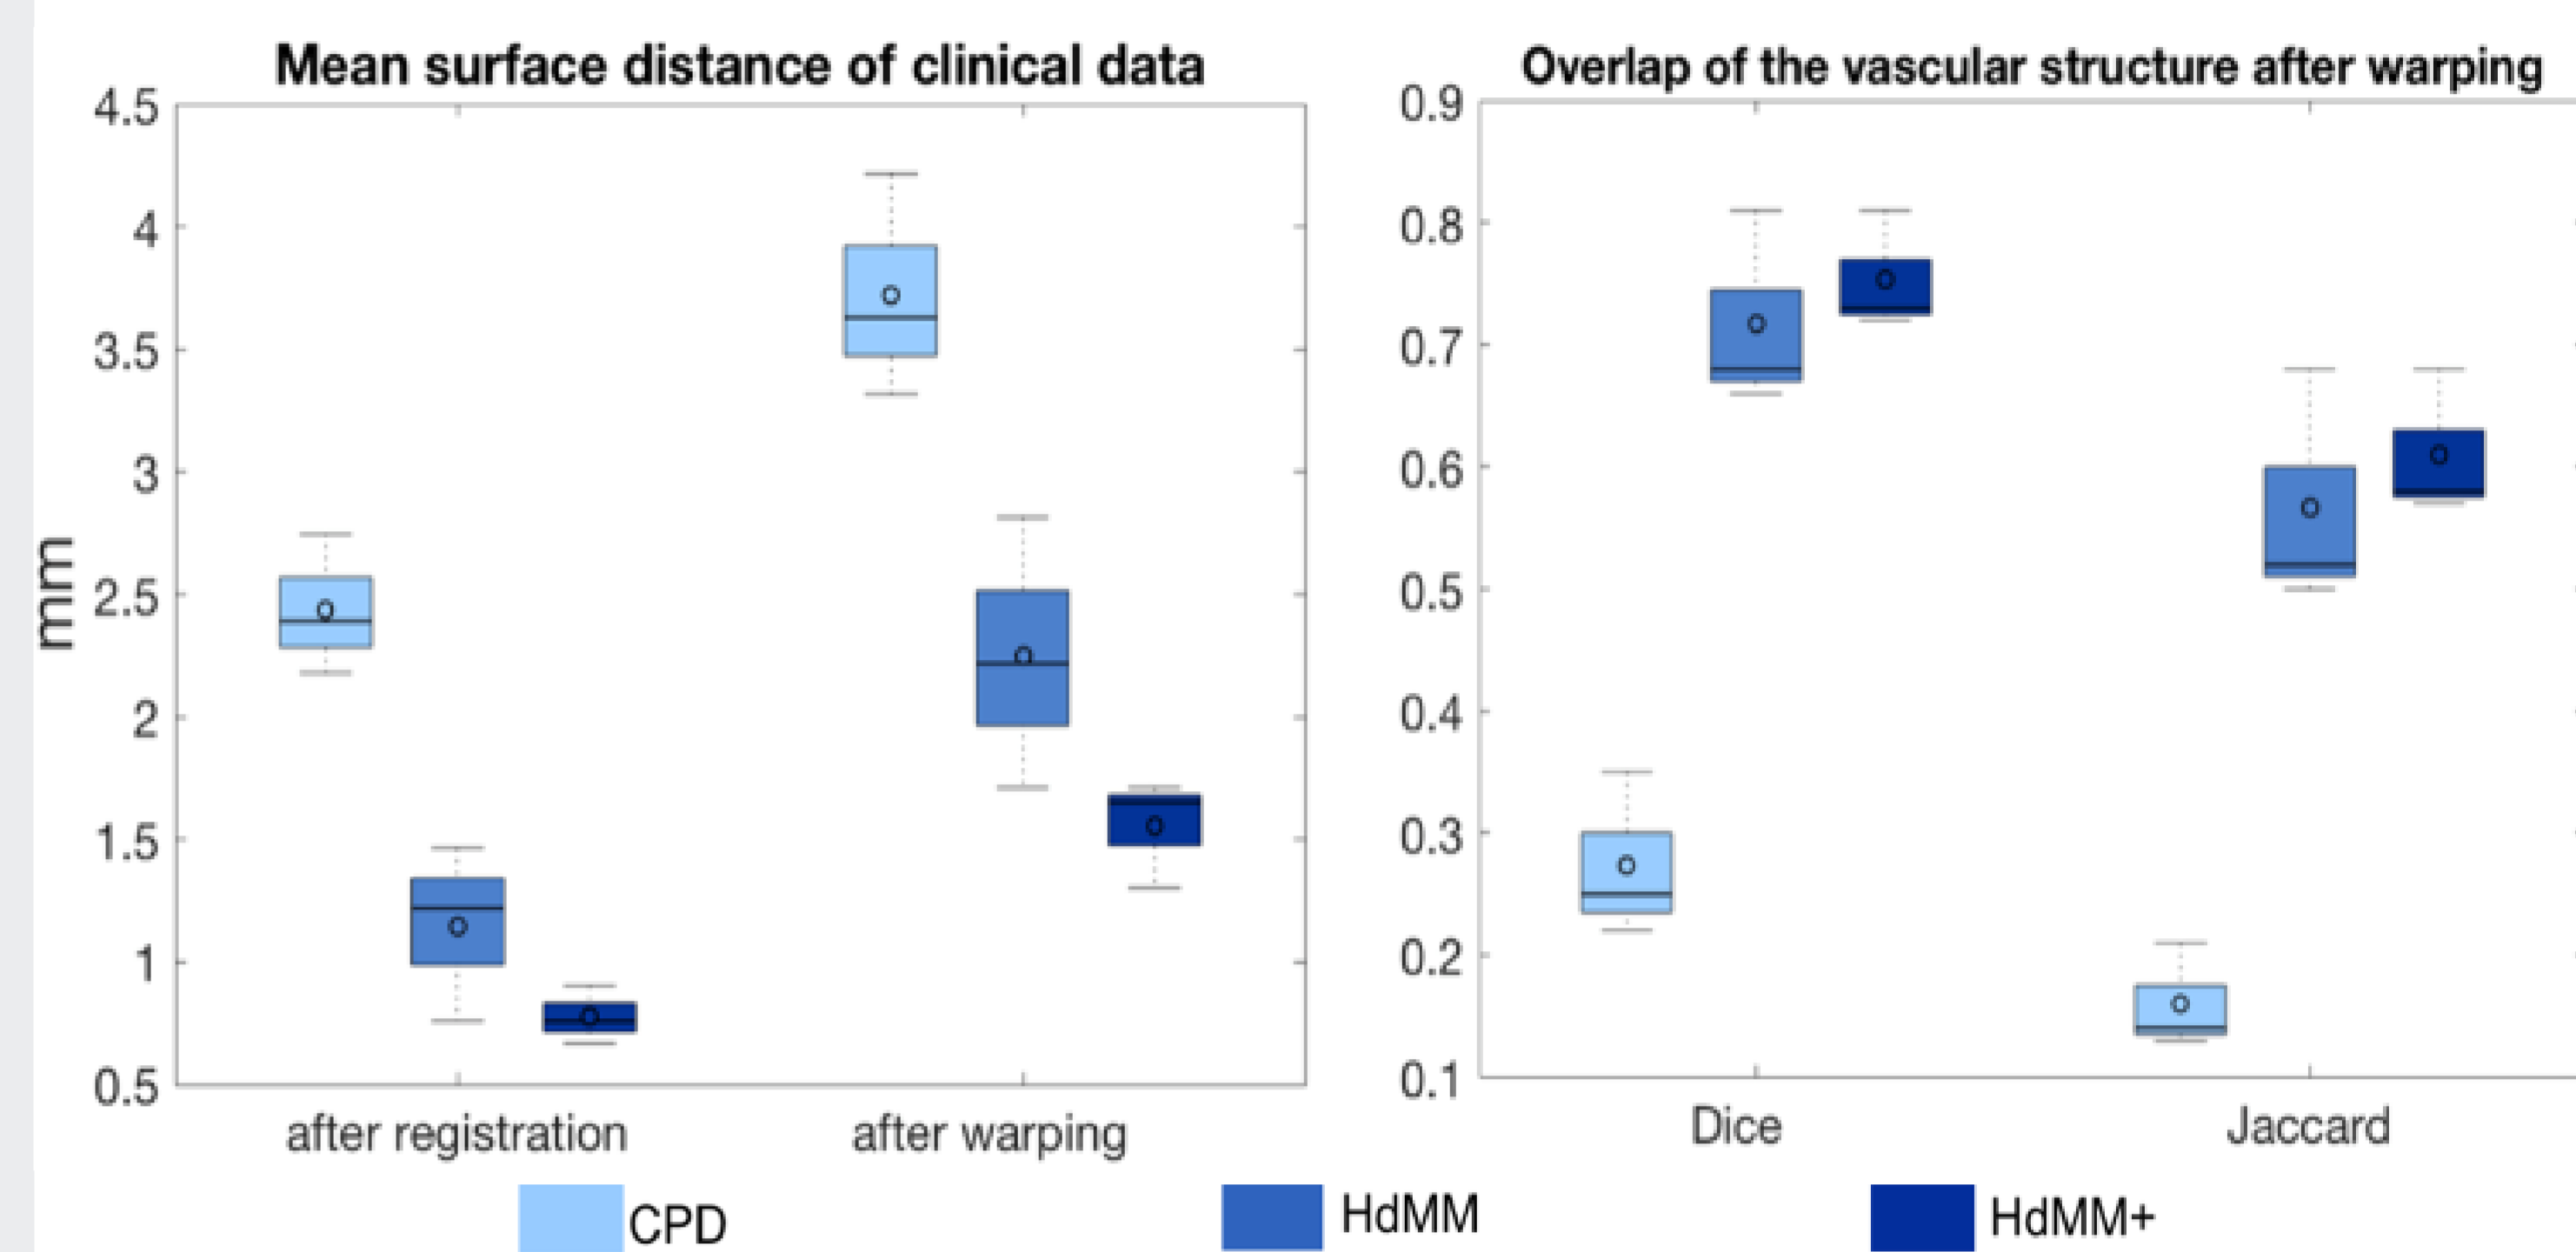 Mean surface distance of clinical data
4.5
4
3.5
3
2.5
2
1.5
1
0.5
mm
after registration
after warping
Overlap of the vascular structure after warping
0.9
0.8
0.7
0.6
0.5
0.4
0.3
0.2
0.1
Dice
Jaccard
CPD
HdMM
HdMM+